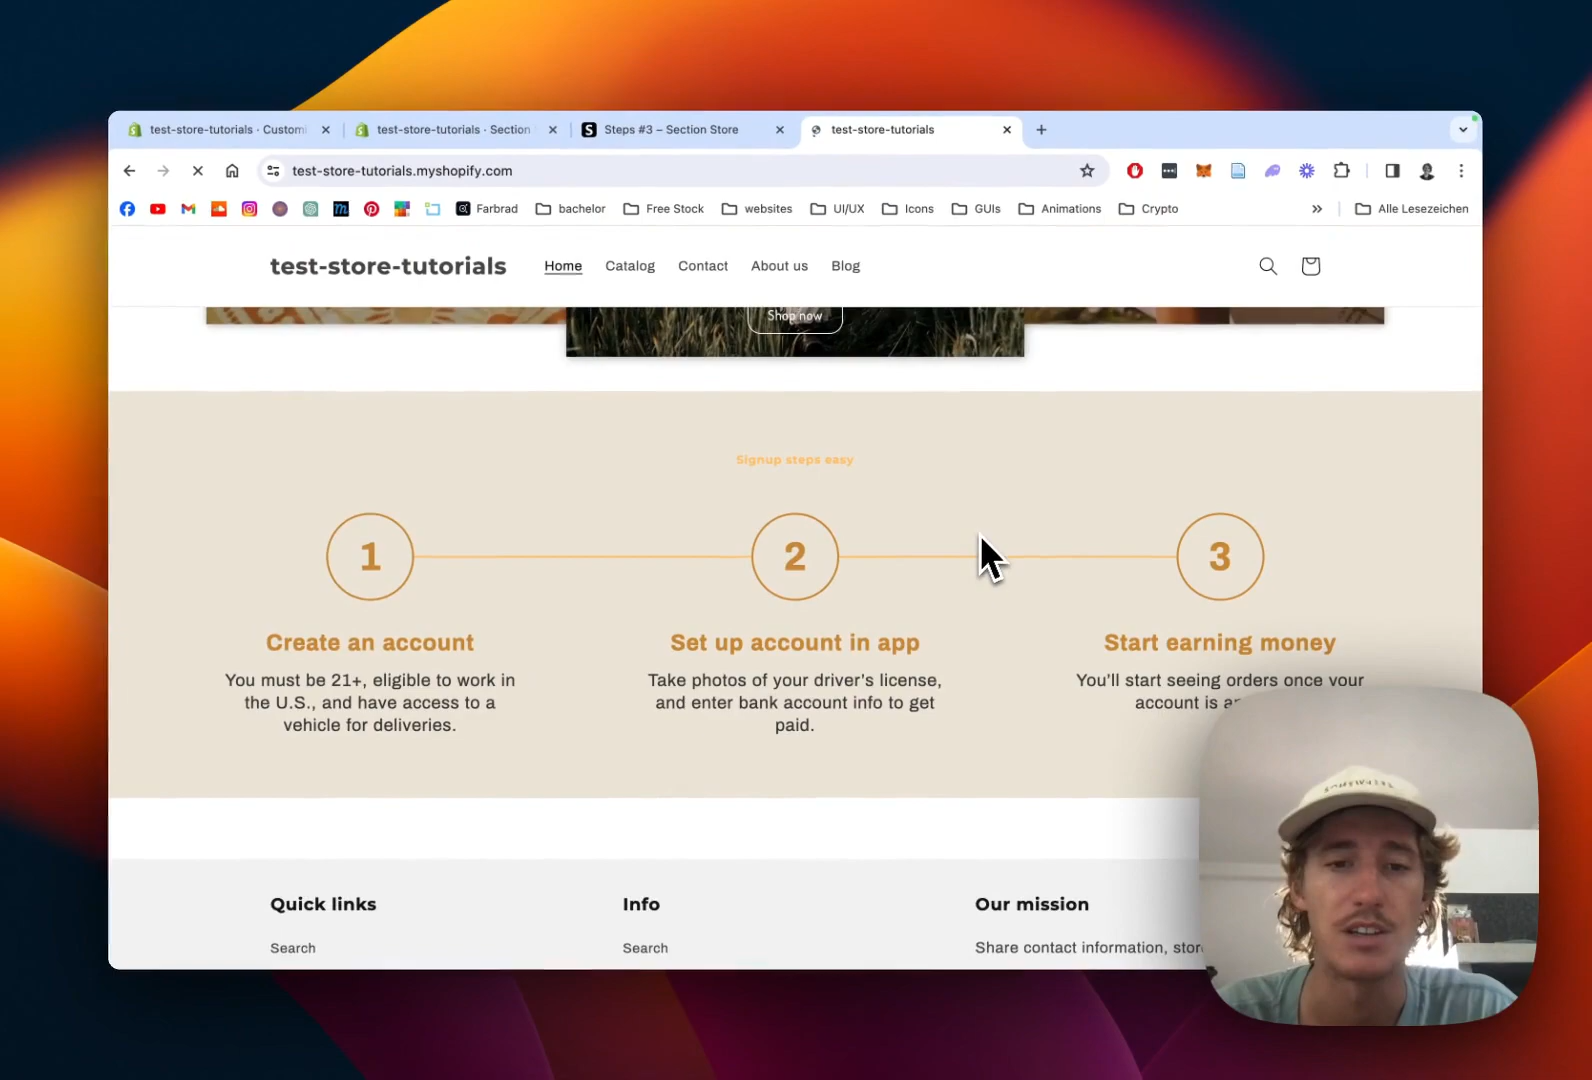 test-store-tutorials · Customi
test-store-tutorials · Section
Steps #3 – Section Store
test-store-tutorials
test-store-tutorials.myshopify.com
Farbrad
bachelor
Free Stock
websites
UI/UX
Icons
GUIs
Animations
Crypto
Alle Lesezeichen
test-store-tutorials
Home
Catalog
Contact
About us
Blog
Shop now
Signup steps easy
1
2
3
Create an account
You must be 21+, eligible to work in
the U.S., and have access to a
vehicle for deliveries.
Set up account in app
Take photos of your driver's license,
and enter bank account info to get
paid.
Start earning money
You'll start seeing orders once your
account is
Quick links
Search
Info
Search
Our mission
Share contact information,